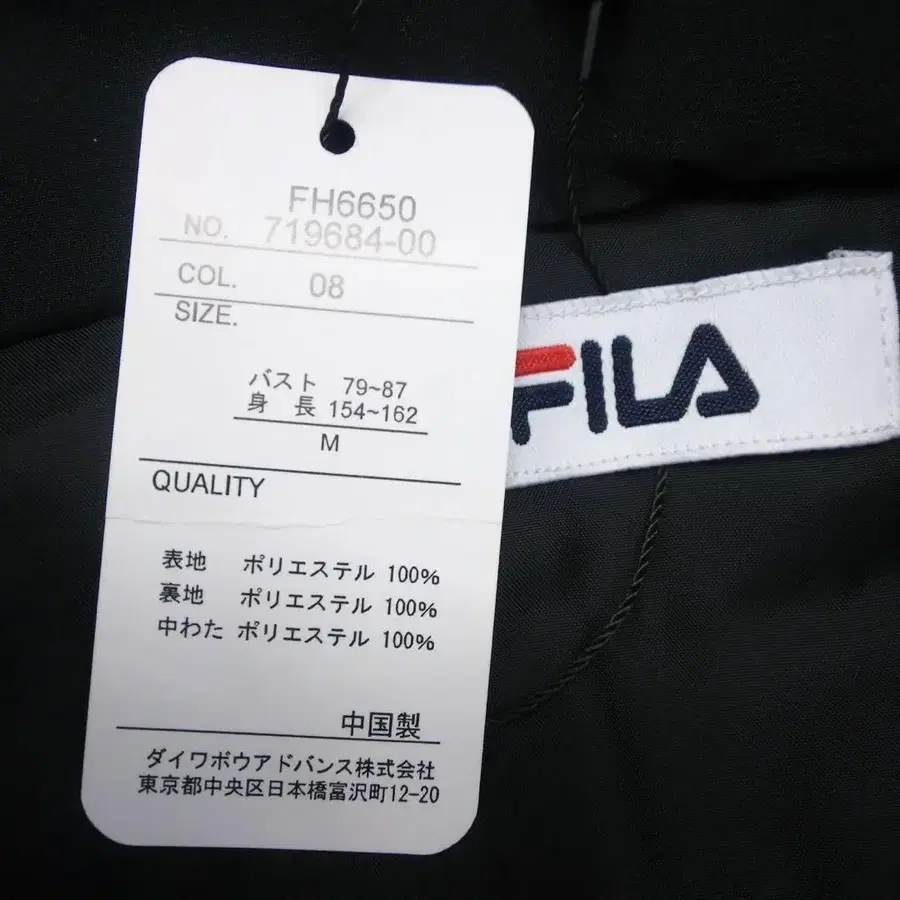 FH6650
NO. 719684-00
COL. 08
SIZE.
バスト 79~87
身 長 154~162
M
QUALITY
表地 ポリエステル 100%
裏地 ポリエステル 100%
中わた ポリエステル 100%
中国製
ダイワボウアドバンス株式会社
東京都中央区日本橋富沢町12-20
FILA